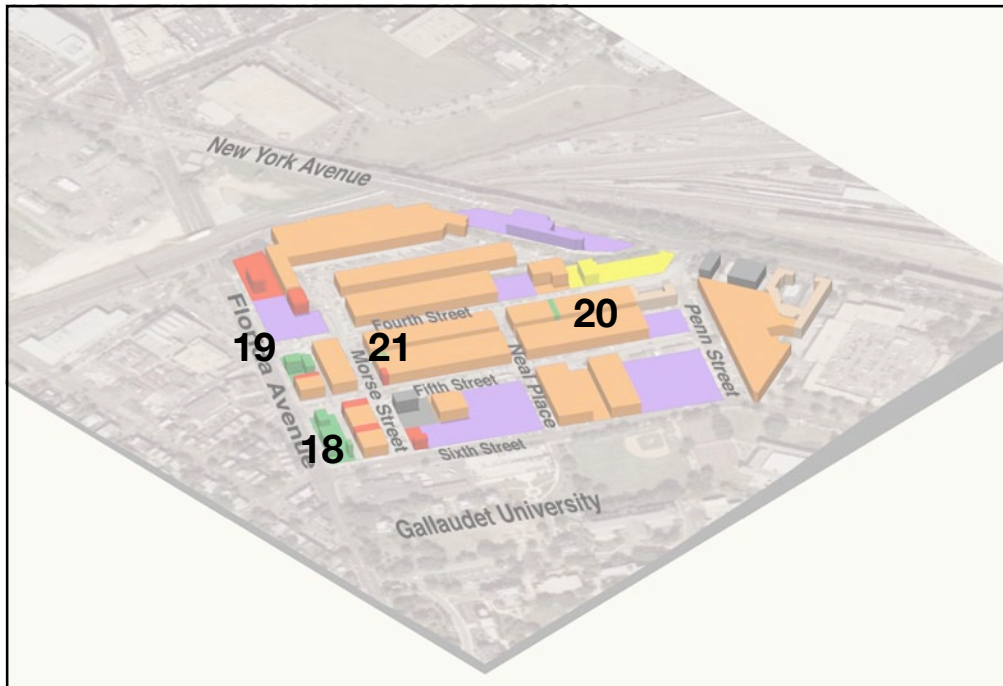 New York Avenue
20
Fourth Street
Penn Street
19
21
Florida Avenue
Morse Street
Neal Place
Fifth Street
18
Sixth Street
Gallaudet University